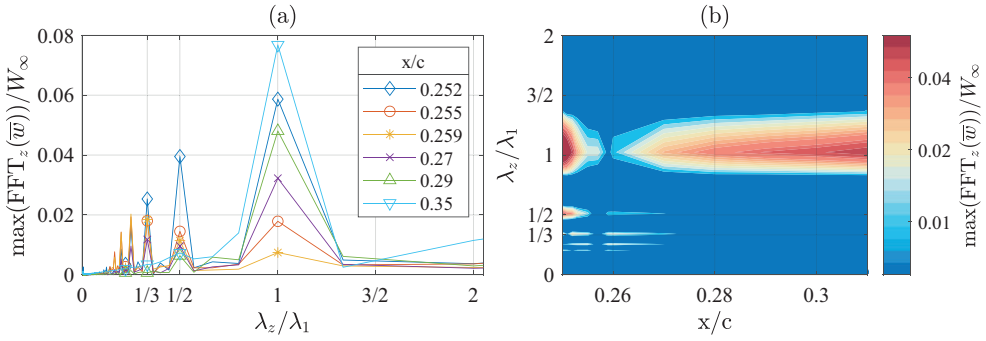 (a)
max(FFT_z(w̅))/W_∞
0.08
0.06
0.04
0.02
0
x/c
0.252
0.255
0.259
0.27
0.29
0.35
0 1/3 1/2 1 3/2 2
λ_z/λ_1
(b)
λ_z/λ_1
2
3/2
1
1/2
1/3
0
0.26 0.28 0.3
x/c
0.04
0.02
0.01
max(FFT_z(w̅))/W_∞